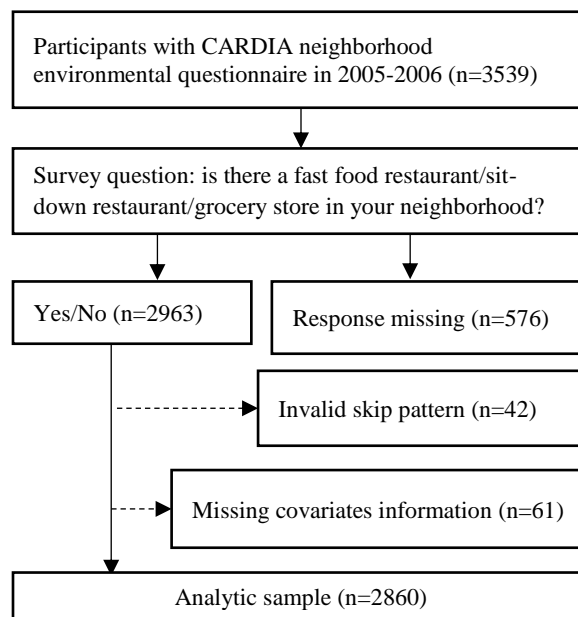 Participants with CARDIA neighborhood
environmental questionnaire in 2005-2006 (n=3539)
Survey question: is there a fast food restaurant/sit-
down restaurant/grocery store in your neighborhood?
Yes/No (n=2963)
Response missing (n=576)
Invalid skip pattern (n=42)
Missing covariates information (n=61)
Analytic sample (n=2860)